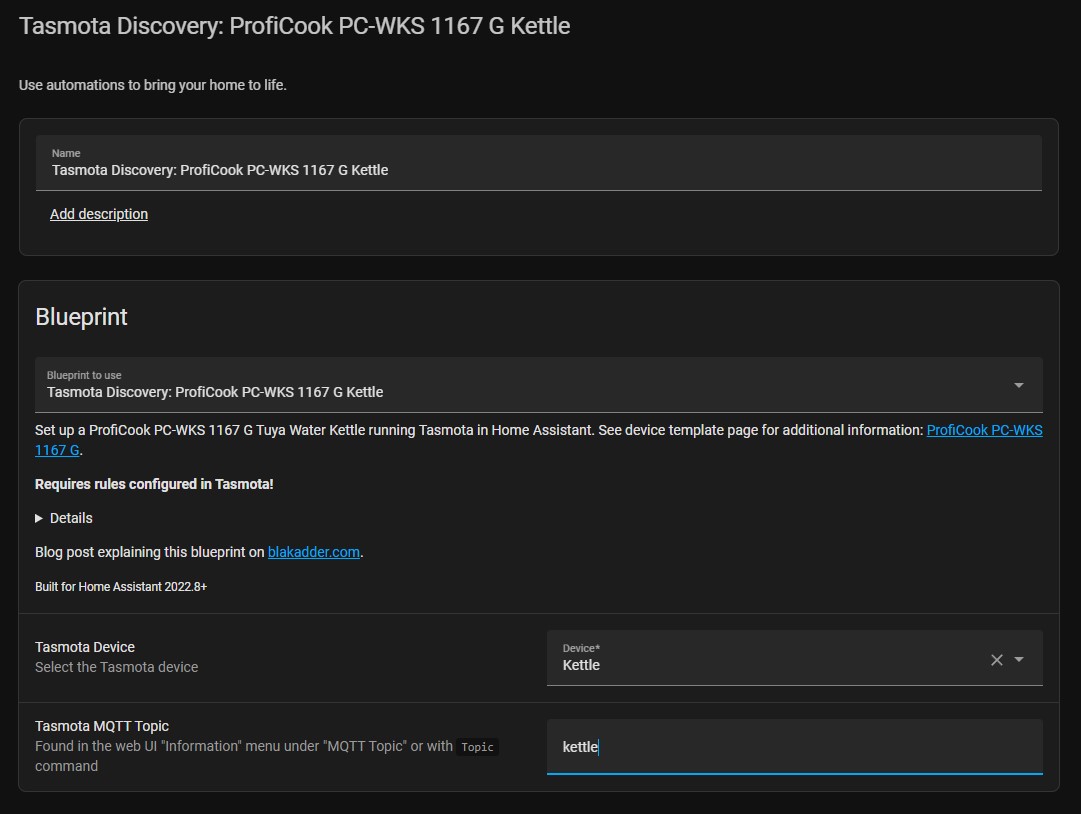 Tasmota Discovery: ProfiCook PC-WKS 1167 G Kettle
Use automations to bring your home to life.
Name
Tasmota Discovery: ProfiCook PC-WKS 1167 G Kettle
Add description
Blueprint
Blueprint to use
Tasmota Discovery: ProfiCook PC-WKS 1167 G Kettle
Set up a ProfiCook PC-WKS 1167 G Tuya Water Kettle running Tasmota in Home Assistant. See device template page for additional information: ProfiCook PC-WKS
1167 G.
Requires rules configured in Tasmota!
Details
Blog post explaining this blueprint on blakadder.com.
Built for Home Assistant 2022.8+
Tasmota Device
Select the Tasmota device
Device*
Kettle
Tasmota MQTT Topic
Found in the web UI "Information" menu under "MQTT Topic" or with Topic
command
kettle